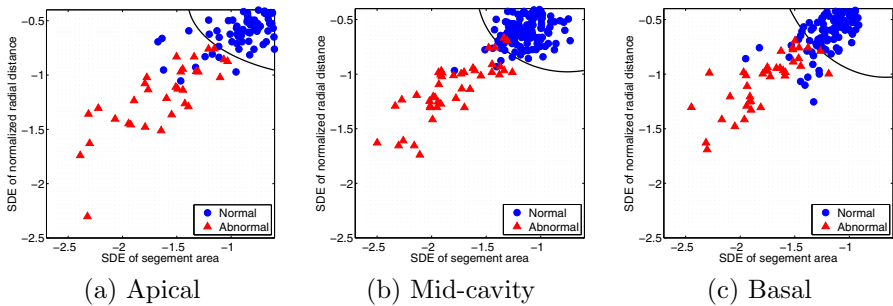 SDE of normalized radial distance
−0.5
−1
−1.5
−2
−2.5
−2.5 −2 −1.5 −1
SDE of segement area
Normal
Abnormal
(a) Apical
SDE of normalized radial distance
−0.5
−1
−1.5
−2
−2.5
−2.5 −2 −1.5 −1
SDE of segement area
Normal
Abnormal
(b) Mid-cavity
SDE of normalized radial distance
−0.5
−1
−1.5
−2
−2.5
−2.5 −2 −1.5 −1
SDE of segement area
Normal
Abnormal
(c) Basal